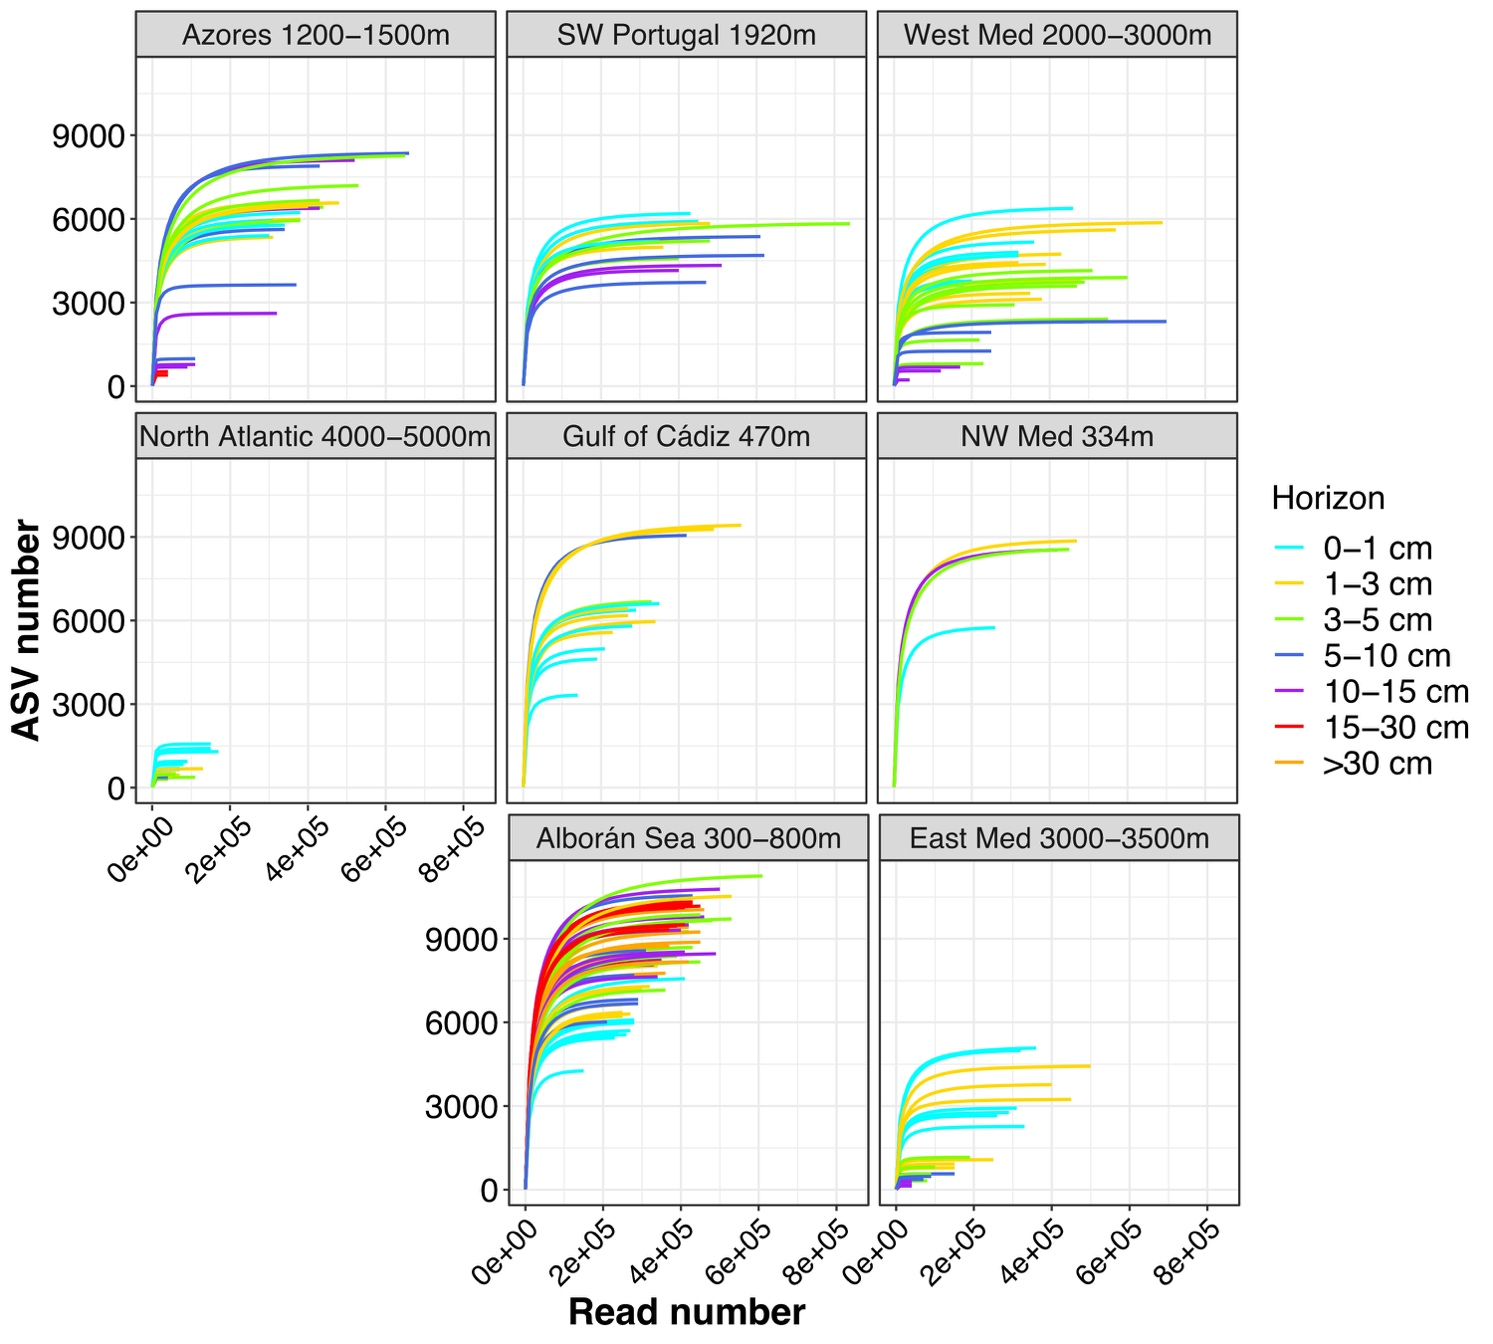 Azores 1200–1500m
SW Portugal 1920m
West Med 2000–3000m
9000
6000
3000
0
North Atlantic 4000–5000m
Gulf of Cádiz 470m
NW Med 334m
9000
6000
3000
0
0e+00
2e+05
4e+05
6e+05
8e+05
ASV number
Horizon
0–1 cm
1–3 cm
3–5 cm
5–10 cm
10–15 cm
15–30 cm
>30 cm
Alborán Sea 300–800m
East Med 3000–3500m
9000
6000
3000
0
0e+00
2e+05
4e+05
6e+05
8e+05
0e+00
2e+05
4e+05
6e+05
8e+05
Read number